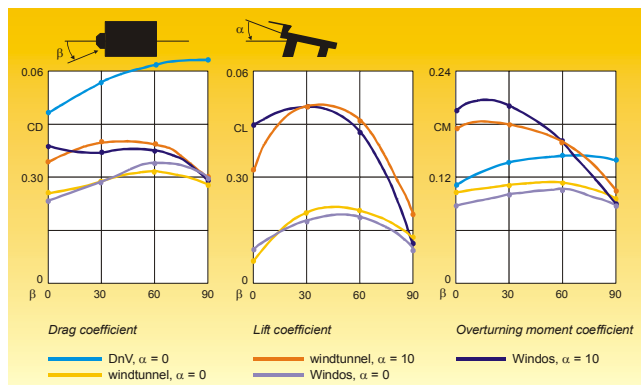 β
α
0.06
CD
0.30
0
β 0 30 60 90
0.06
CL
0.30
0
β 0 30 60 90
0.24
CM
0.12
0
β 0 30 60 90
Drag coefficient
Lift coefficient
Overturning moment coefficient
DnV, α = 0
windtunnel, α = 10
Windos, α = 10
windtunnel, α = 0
Windos, α = 0